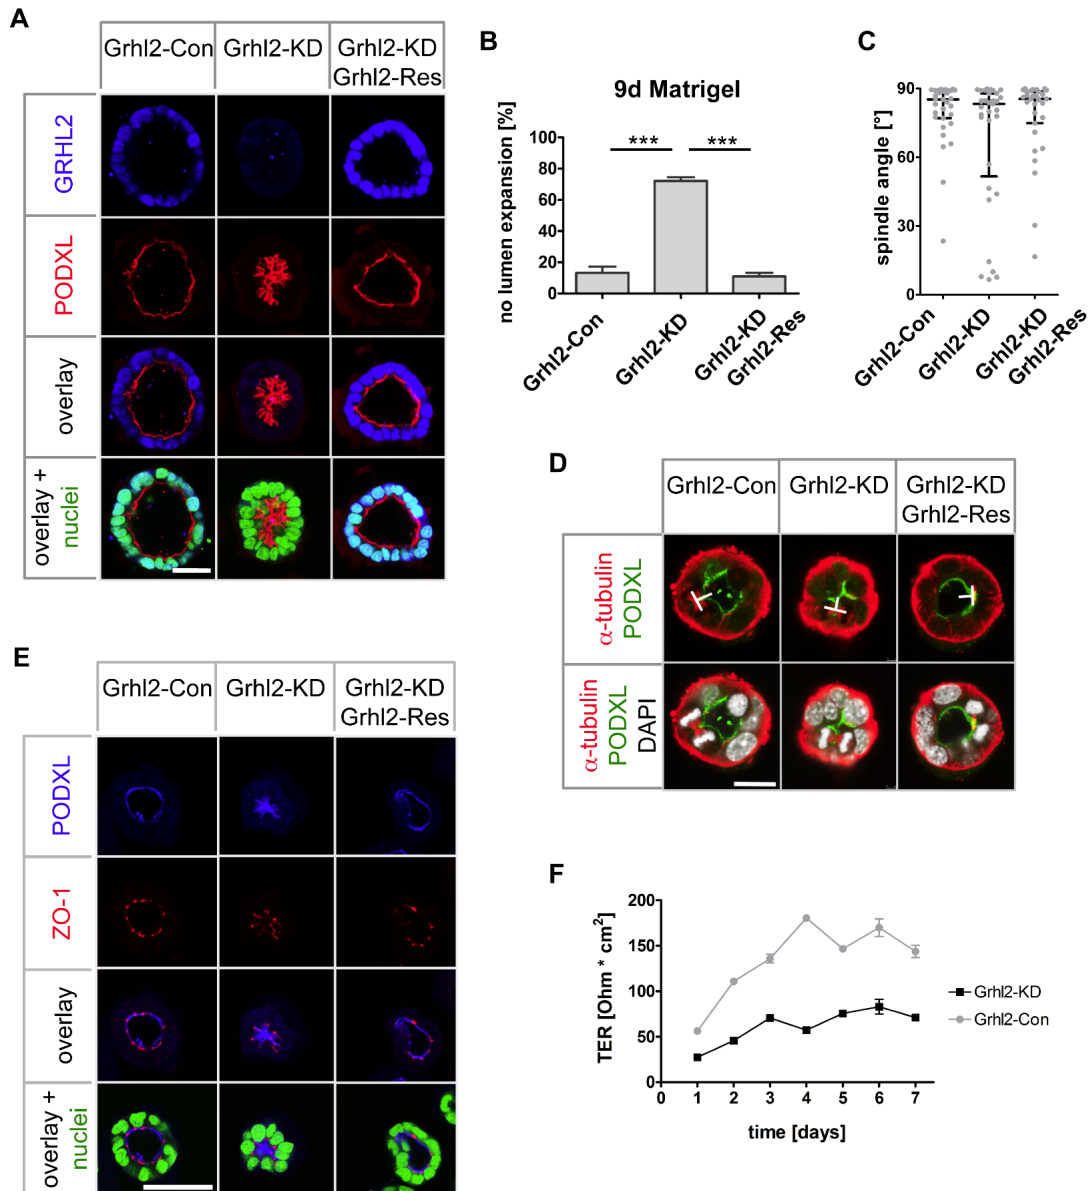 A
Grhl2-Con
Grhl2-KD
Grhl2-KD
Grhl2-Res
GRHL2
PODXL
overlay
overlay +
nuclei
B
9d Matrigel
no lumen expansion [%]
100
80
60
40
20
0
***
***
Grhl2-Con
Grhl2-KD
Grhl2-KD
Grhl2-Res
C
spindle angle [°]
90
60
30
0
Grhl2-Con
Grhl2-KD
Grhl2-KD
Grhl2-Res
D
Grhl2-Con
Grhl2-KD
Grhl2-KD
Grhl2-Res
α-tubulin
PODXL
α-tubulin
PODXL
DAPI
E
Grhl2-Con
Grhl2-KD
Grhl2-KD
Grhl2-Res
PODXL
ZO-1
overlay
overlay +
nuclei
F
TER [Ohm * cm²]
200
150
100
50
0
0 1 2 3 4 5 6 7
time [days]
Grhl2-KD
Grhl2-Con